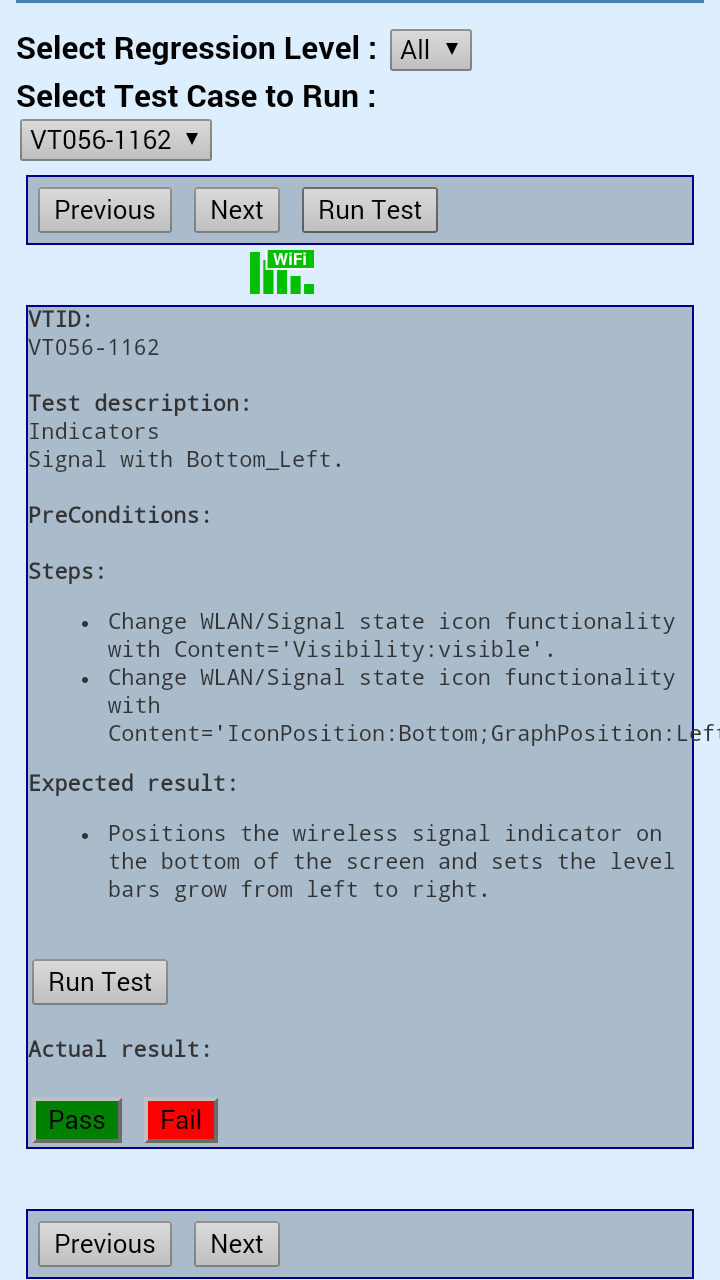 Select Regression Level : All ▼
Select Test Case to Run :
VT056-1162 ▼
Previous Next Run Test
WiFi
VTID:
VT056-1162
Test description:
Indicators
Signal with Bottom_Left.
PreConditions:
Steps:
• Change WLAN/Signal state icon functionality
with Content='Visibility:visible'.
• Change WLAN/Signal state icon functionality
with
Content='IconPosition:Bottom;GraphPosition:Left
Expected result:
• Positions the wireless signal indicator on
the bottom of the screen and sets the level
bars grow from left to right.
Run Test
Actual result:
Pass Fail
Previous Next